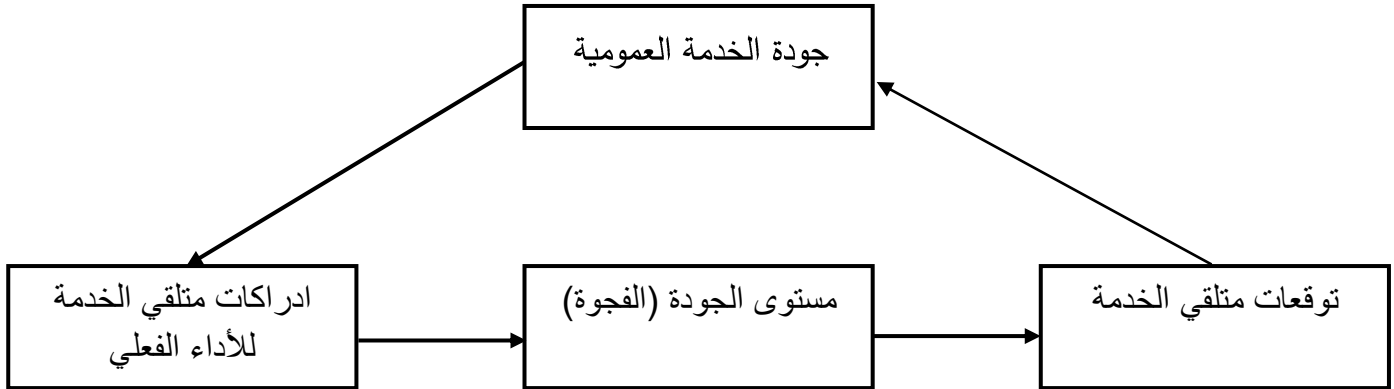 جودة الخدمة العمومية
توقعات متلقي الخدمة
مستوى الجودة (الفجوة)
ادراكات متلقي الخدمة
للأداء الفعلي